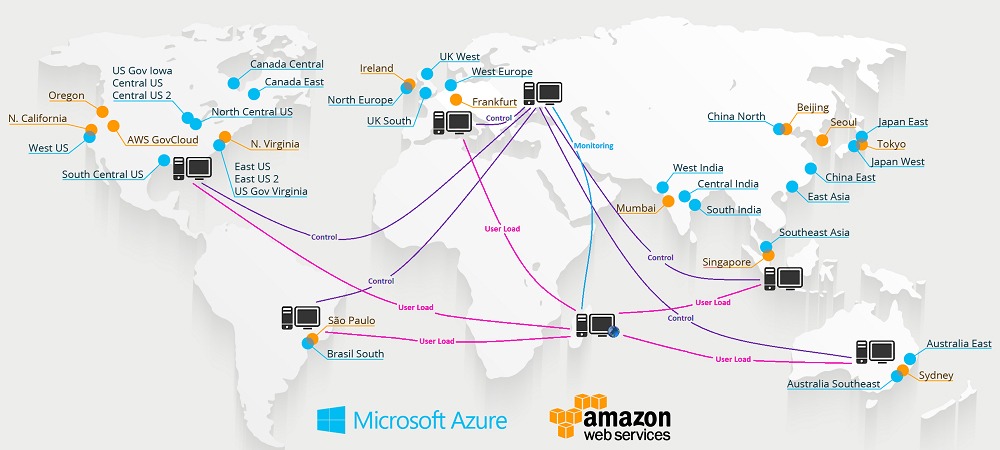 Canada Central
Canada East
US Gov Iowa
Central US
Central US 2
North Central US
Oregon
N. California
AWS GovCloud
West US
N. Virginia
East US
East US 2
US Gov Virginia
South Central US
UK West
Ireland
West Europe
North Europe
Frankfurt
UK South
Control
Monitoring
Beijing
China North
Seoul
Japan East
Tokyo
Japan West
China East
East Asia
West India
Central India
Mumbai
South India
Southeast Asia
Singapore
Control
User Load
Control
Control
User Load
User Load
Control
São Paulo
User Load
Brasil South
User Load
Australia East
Australia Southeast
Sydney
Microsoft Azure
amazon
web services